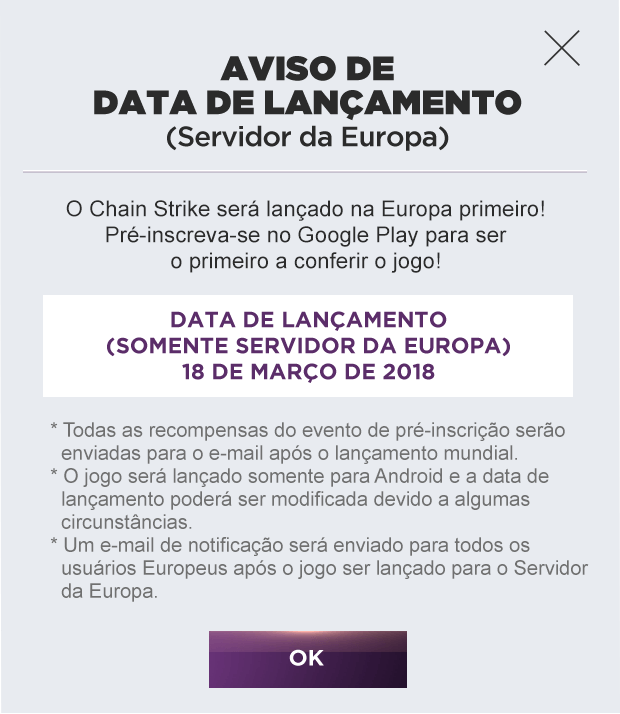 AVISO DE
DATA DE LANÇAMENTO
(Servidor da Europa)
O Chain Strike será lançado na Europa primeiro!
Pré-inscreva-se no Google Play para ser
o primeiro a conferir o jogo!
DATA DE LANÇAMENTO
(SOMENTE SERVIDOR DA EUROPA)
18 DE MARÇO DE 2018
* Todas as recompensas do evento de pré-inscrição serão
enviadas para o e-mail após o lançamento mundial.
* O jogo será lançado somente para Android e a data de
lançamento poderá ser modificada devido a algumas
circunstâncias.
* Um e-mail de notificação será enviado para todos os
usuários Europeus após o jogo ser lançado para o Servidor
da Europa.
OK